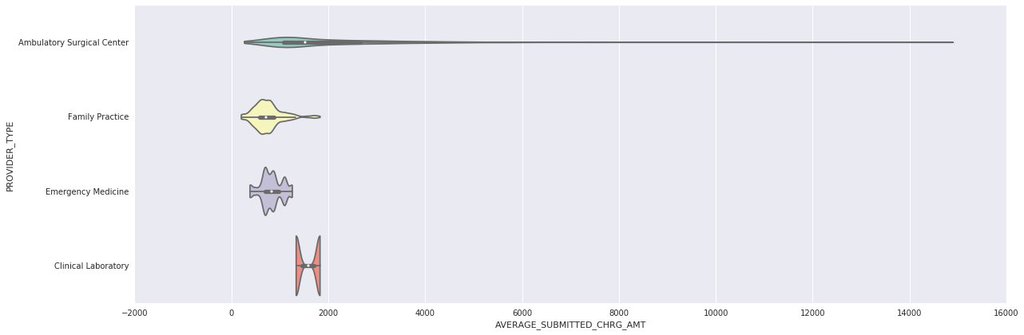 Ambulatory Surgical Center
Family Practice
Emergency Medicine
Clinical Laboratory
PROVIDER_TYPE
−2000 0 2000 4000 6000 8000 10000 12000 14000 16000
AVERAGE_SUBMITTED_CHRG_AMT